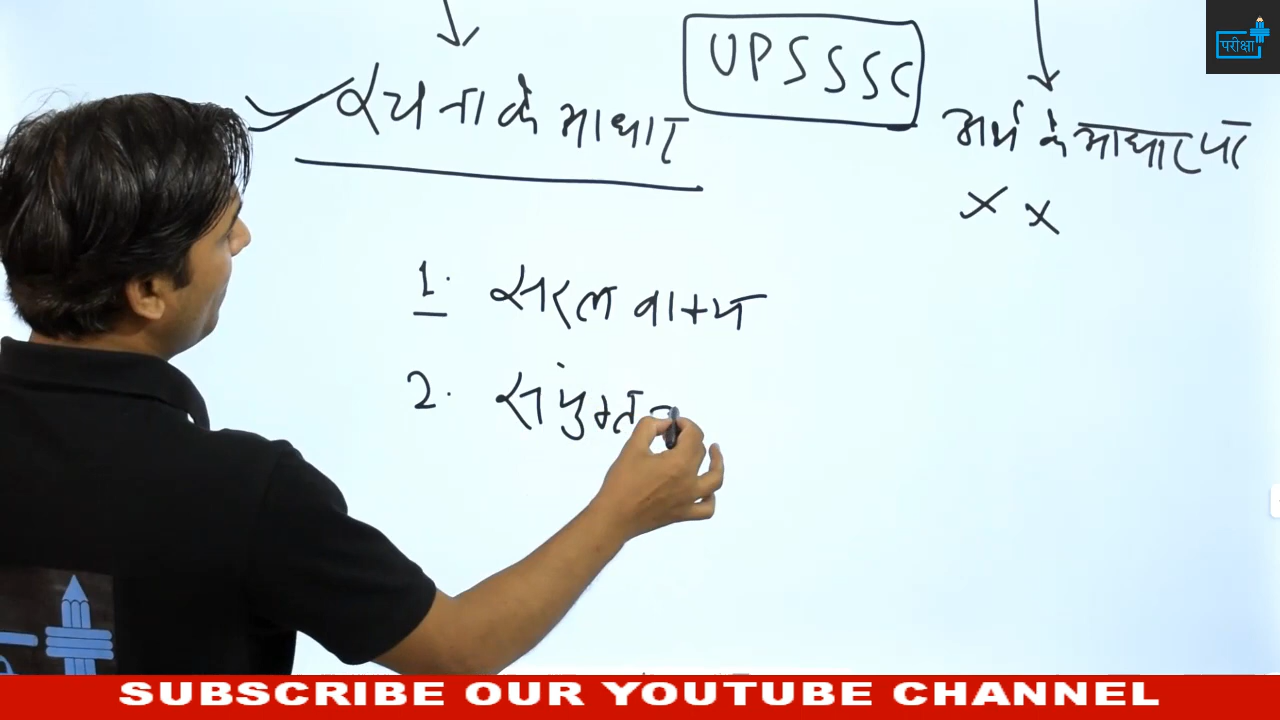 परीक्षा
UPSSSC
रचना के आधार
अर्थ के आधार पर
1. सरल वाक्य
2. संयुक्त
SUBSCRIBE OUR YOUTUBE CHANNEL